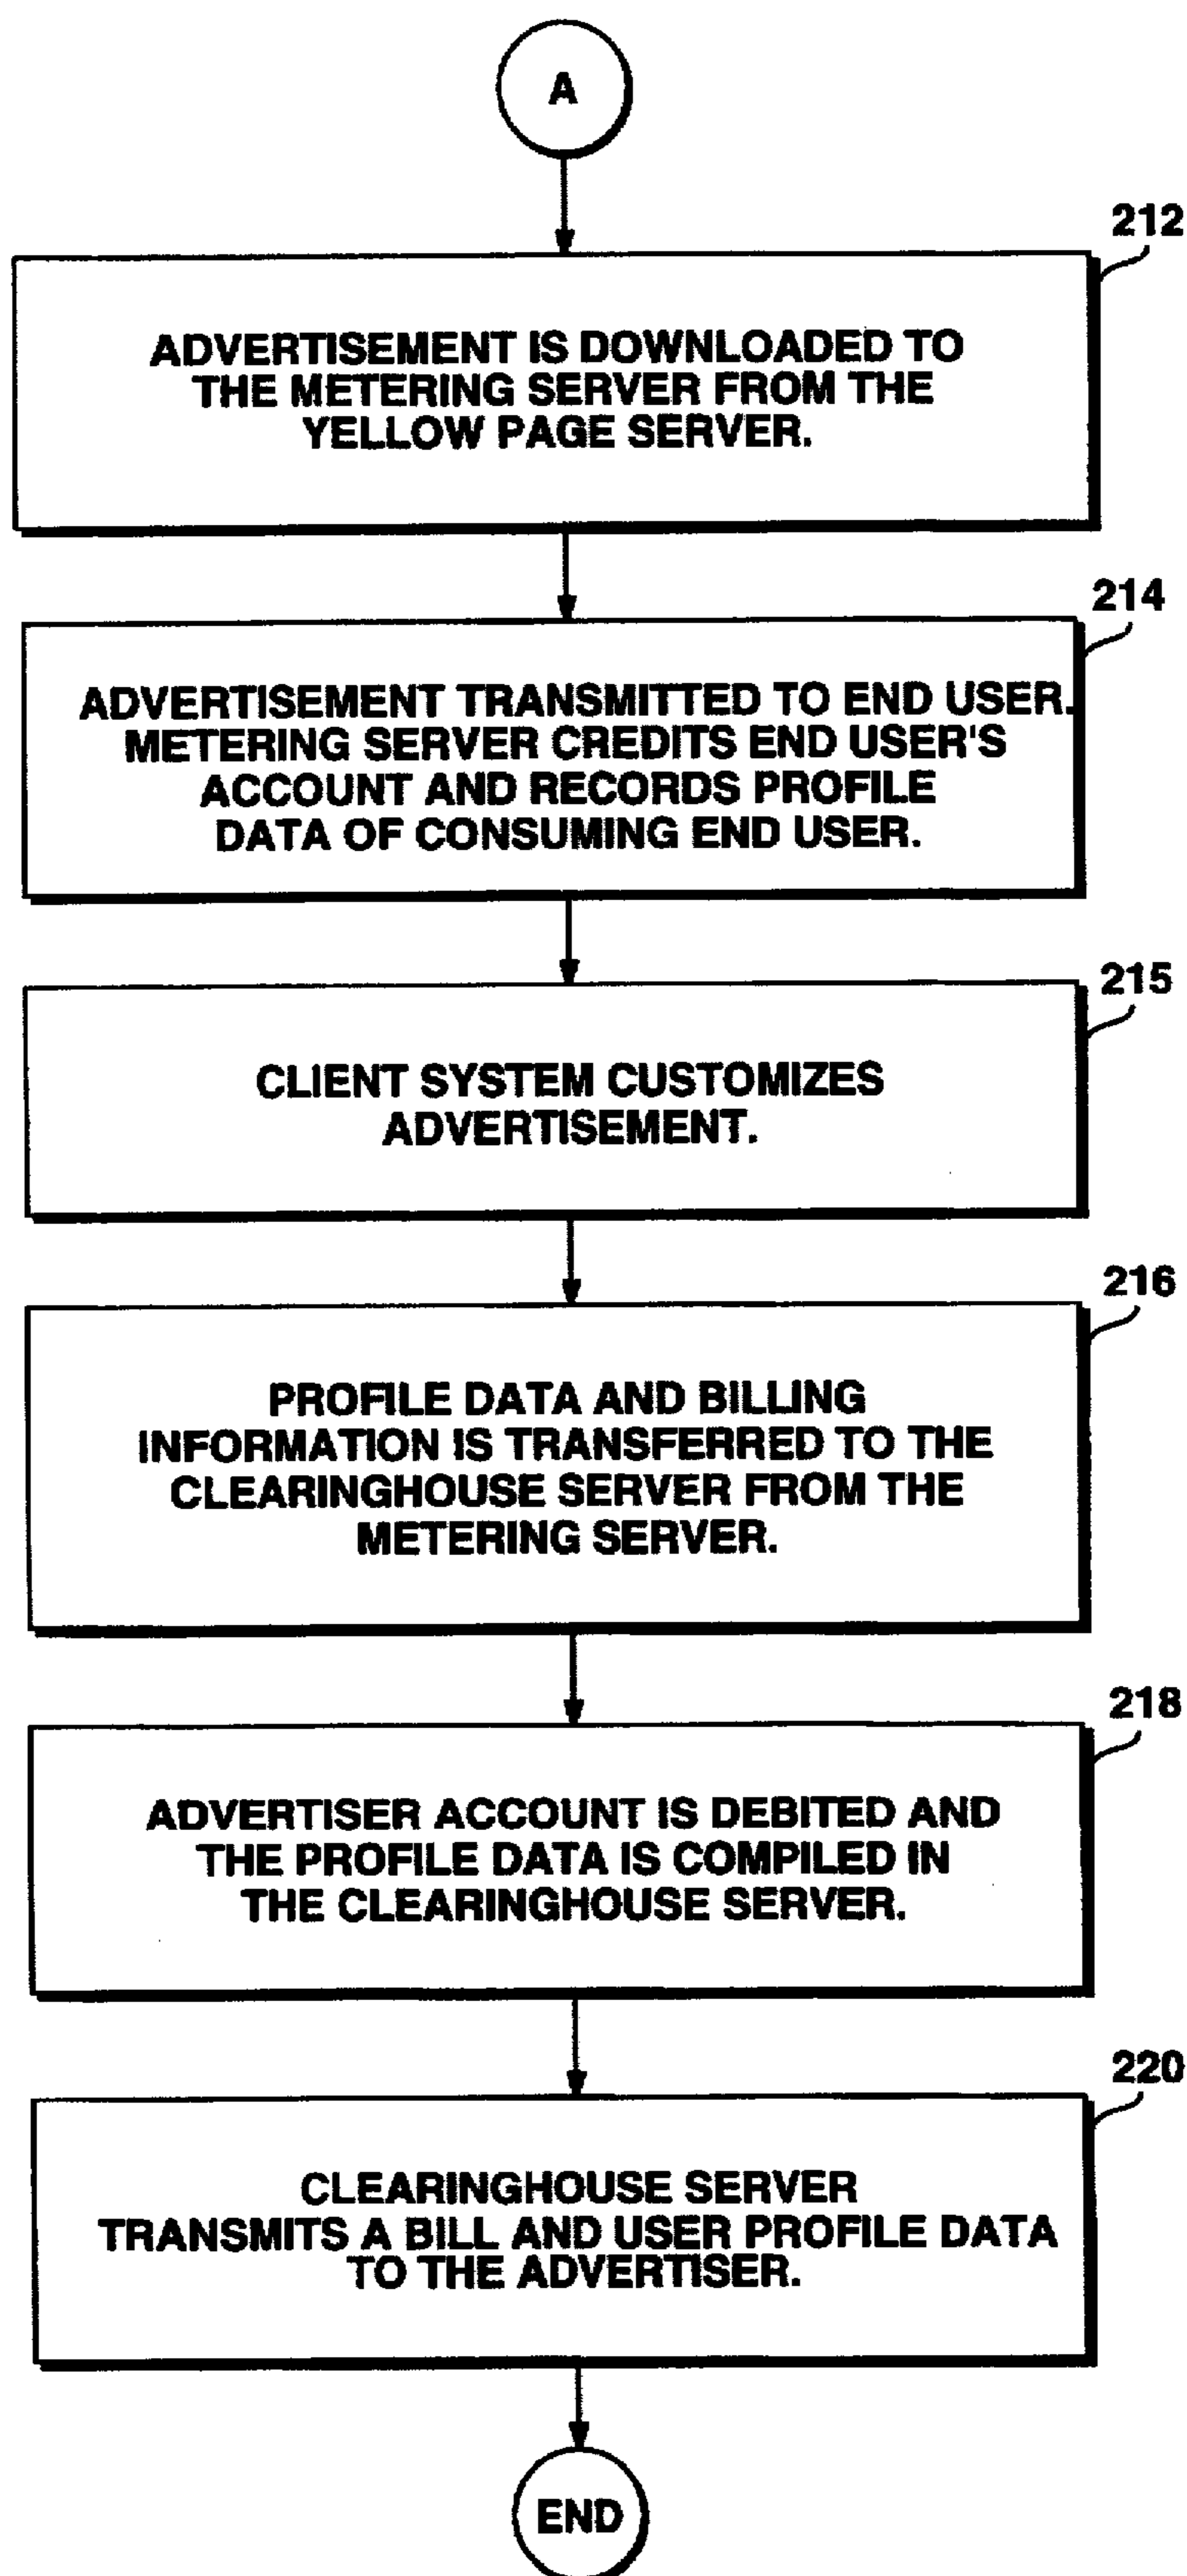 A
212
ADVERTISEMENT IS DOWNLOADED TO
THE METERING SERVER FROM THE
YELLOW PAGE SERVER.
214
ADVERTISEMENT TRANSMITTED TO END USER.
METERING SERVER CREDITS END USER'S
ACCOUNT AND RECORDS PROFILE
DATA OF CONSUMING END USER.
215
CLIENT SYSTEM CUSTOMIZES
ADVERTISEMENT.
216
PROFILE DATA AND BILLING
INFORMATION IS TRANSFERRED TO THE
CLEARINGHOUSE SERVER FROM THE
METERING SERVER.
218
ADVERTISER ACCOUNT IS DEBITED AND
THE PROFILE DATA IS COMPILED IN
THE CLEARINGHOUSE SERVER.
220
CLEARINGHOUSE SERVER
TRANSMITS A BILL AND USER PROFILE DATA
TO THE ADVERTISER.
END